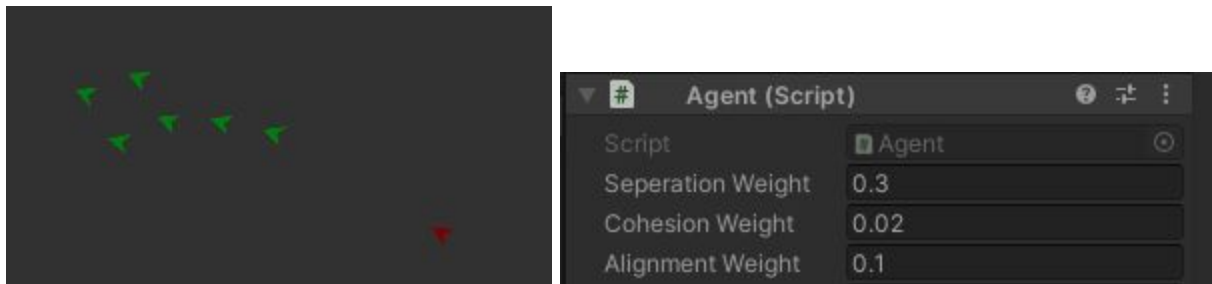 # Agent (Script)
Script Agent
Seperation Weight 0.3
Cohesion Weight 0.02
Alignment Weight 0.1